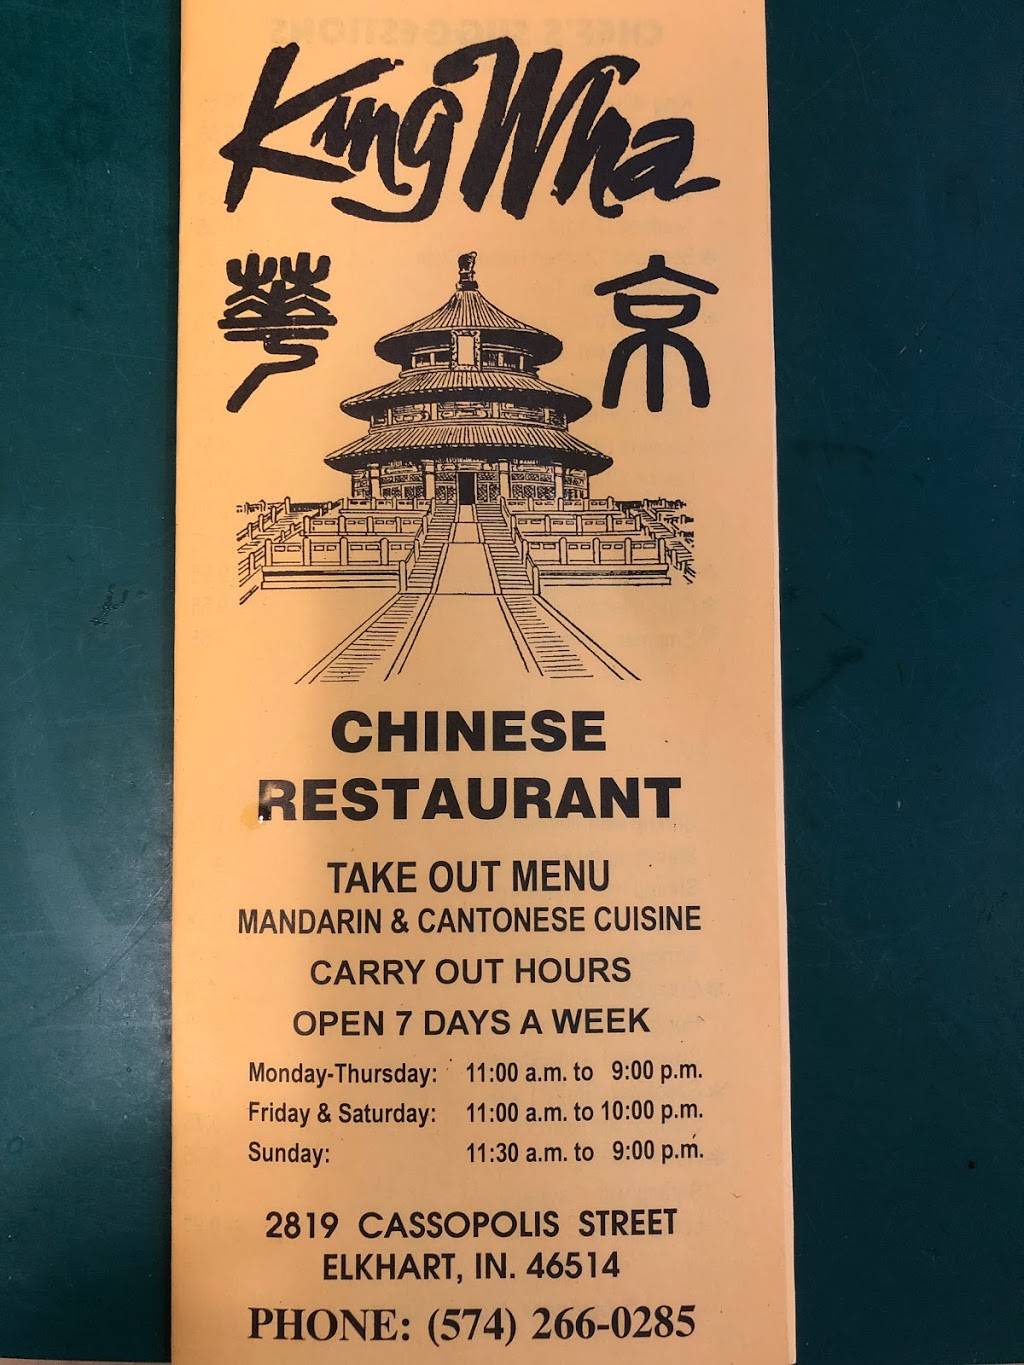 King Wha
華 京
CHINESE
RESTAURANT
TAKE OUT MENU
MANDARIN & CANTONESE CUISINE
CARRY OUT HOURS
OPEN 7 DAYS A WEEK
Monday-Thursday: 11:00 a.m. to 9:00 p.m.
Friday & Saturday: 11:00 a.m. to 10:00 p.m.
Sunday: 11:30 a.m. to 9:00 p.m.
2819 CASSOPOLIS STREET
ELKHART, IN. 46514
PHONE: (574) 266-0285